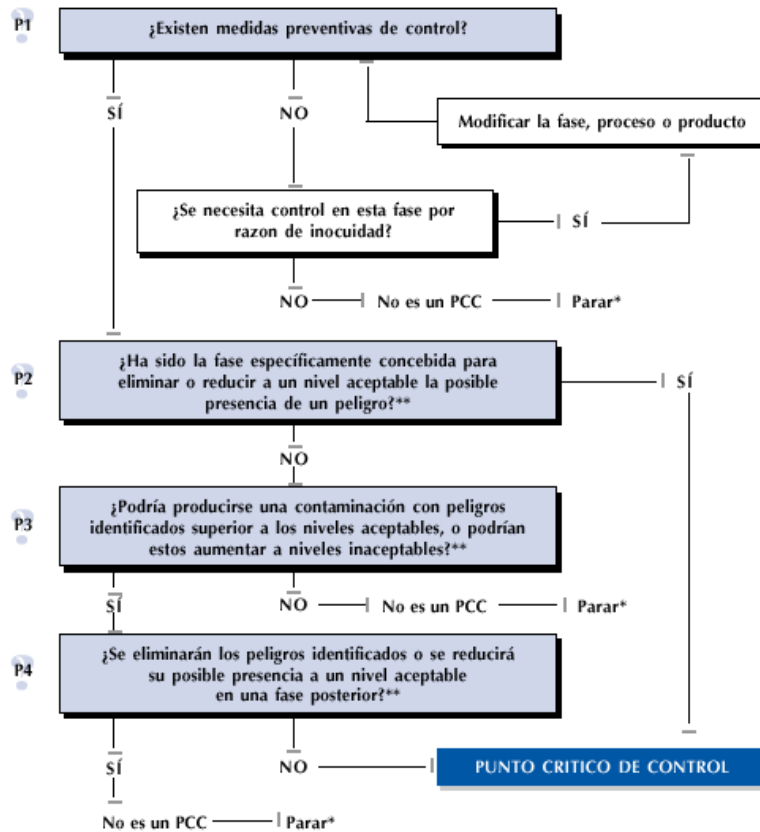 P1
¿Existen medidas preventivas de control?
SÍ
NO
Modificar la fase, proceso o producto
¿Se necesita control en esta fase por
razon de inocuidad?
SÍ
NO
No es un PCC
Parar*
P2
¿Ha sido la fase específicamente concebida para
eliminar o reducir a un nivel aceptable la posible
presencia de un peligro?**
SÍ
NO
P3
¿Podría producirse una contaminación con peligros
identificados superior a los niveles aceptables, o podrían
estos aumentar a niveles inaceptables?**
SÍ
NO
No es un PCC
Parar*
P4
¿Se eliminarán los peligros identificados o se reducirá
su posible presencia a un nivel aceptable
en una fase posterior?**
SÍ
NO
PUNTO CRITICO DE CONTROL
No es un PCC
Parar*